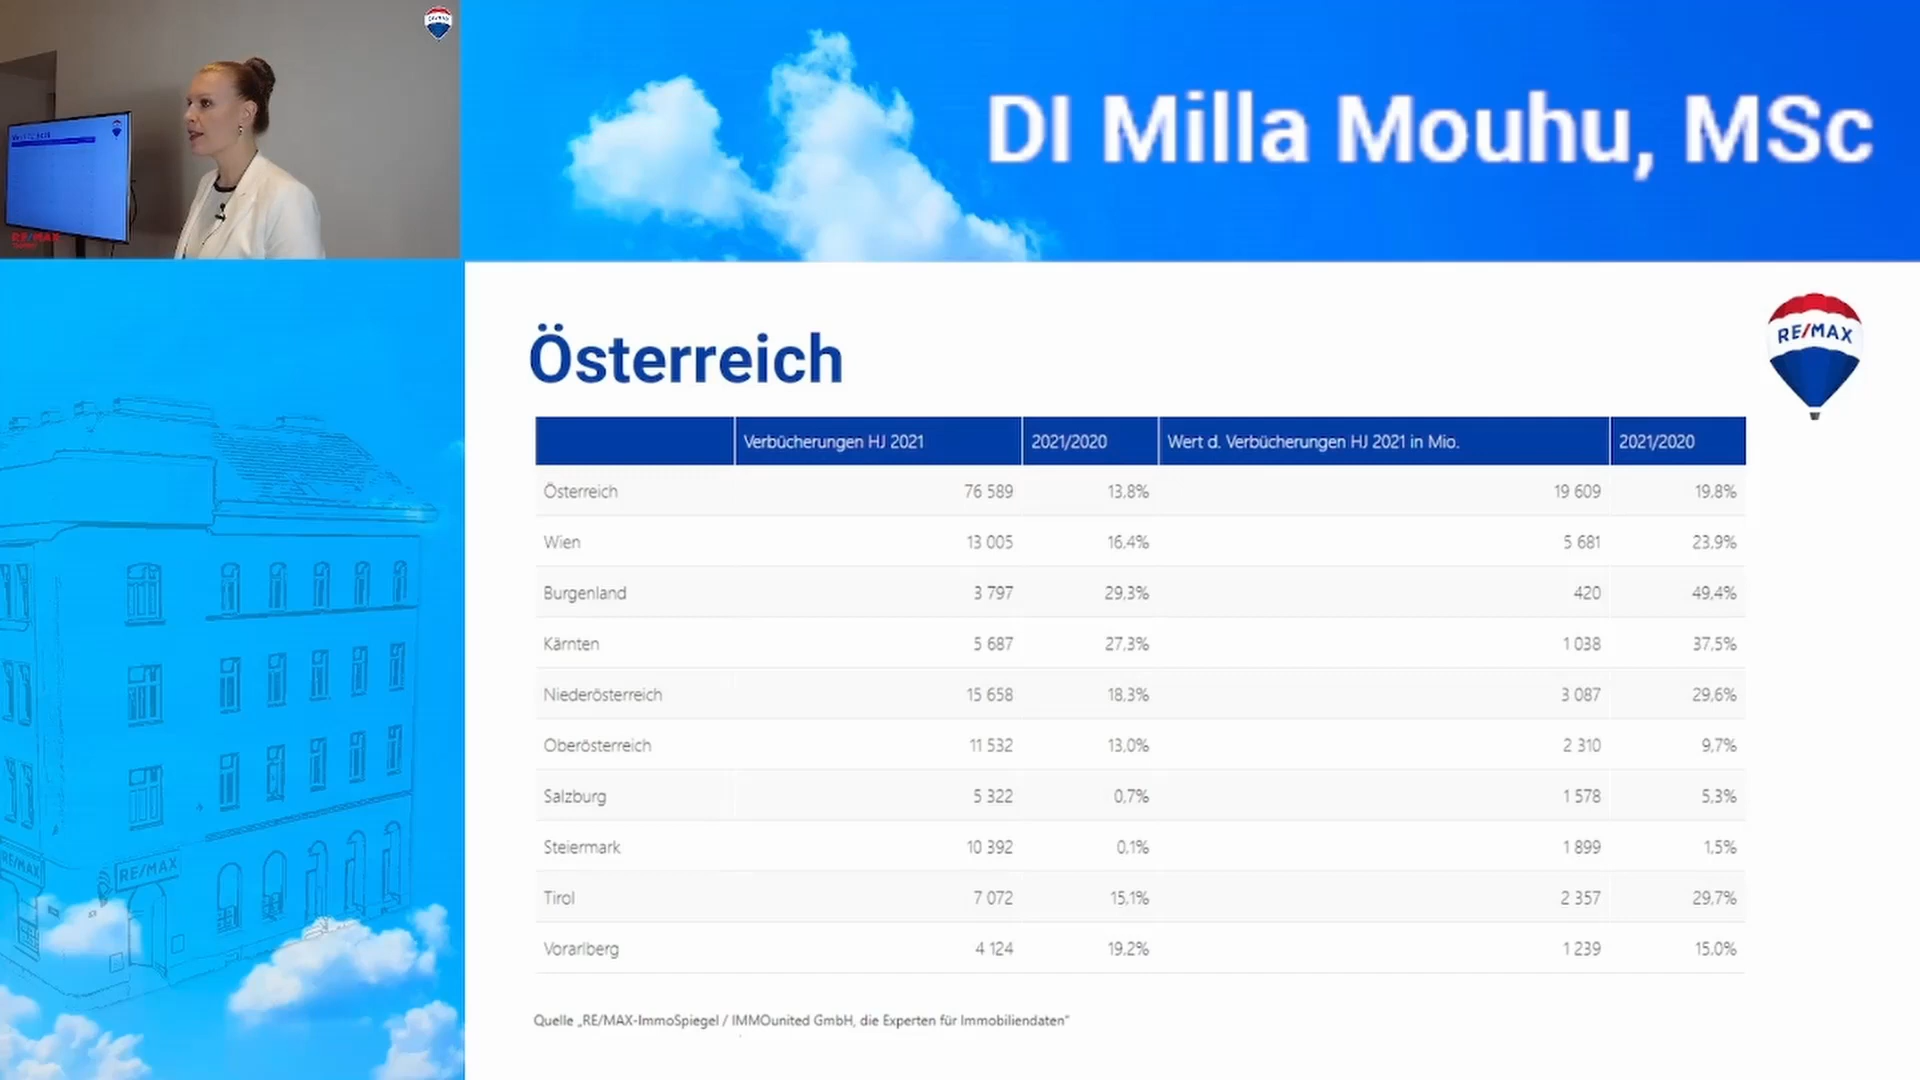 DI Milla Mouhu, MSc
RE/MAX
Österreich
RE/MAX
Verbücherungen HJ 2021 2021/2020 Wert d. Verbücherungen HJ 2021 in Mio. 2021/2020
Österreich 76 589 13,8% 19 609 19,8%
Wien 13 005 16,4% 5 681 23,9%
Burgenland 3 797 29,3% 420 49,4%
Kärnten 5 687 27,3% 1 038 37,5%
Niederösterreich 15 658 18,3% 3 087 29,6%
Oberösterreich 11 532 13,0% 2 310 9,7%
Salzburg 5 322 0,7% 1 578 5,3%
Steiermark 10 392 0,1% 1 899 1,5%
Tirol 7 072 15,1% 2 357 29,7%
Vorarlberg 4 124 19,2% 1 239 15,0%
Quelle „RE/MAX-ImmoSpiegel / IMMOunited GmbH, die Experten für Immobiliendaten"
RE/MAX
RE/MAX